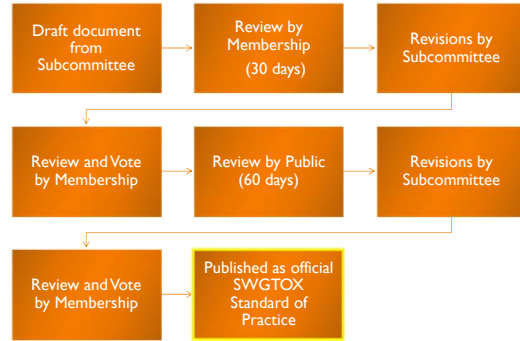 Draft document
from
Subcommittee
Review by
Membership
(30 days)
Revisions by
Subcommittee
Review and Vote
by Membership
Review by Public
(60 days)
Revisions by
Subcommittee
Review and Vote
by Membership
Published as official
SWGTOX
Standard of
Practice